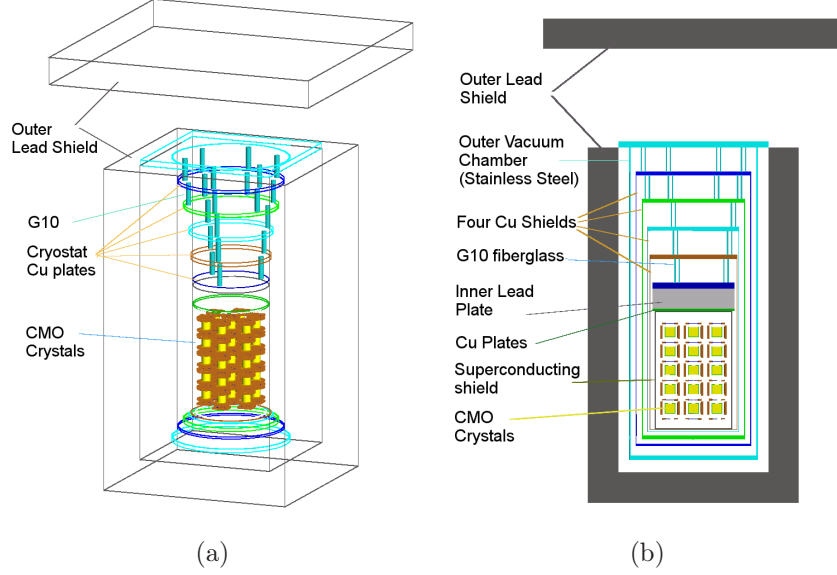 Outer
Lead Shield
G10
Cryostat
Cu plates
CMO
Crystals
(a)
Outer Lead
Shield
Outer Vacuum
Chamber
(Stainless Steel)
Four Cu Shields
G10 fiberglass
Inner Lead
Plate
Cu Plates
Superconducting
shield
CMO
Crystals
(b)